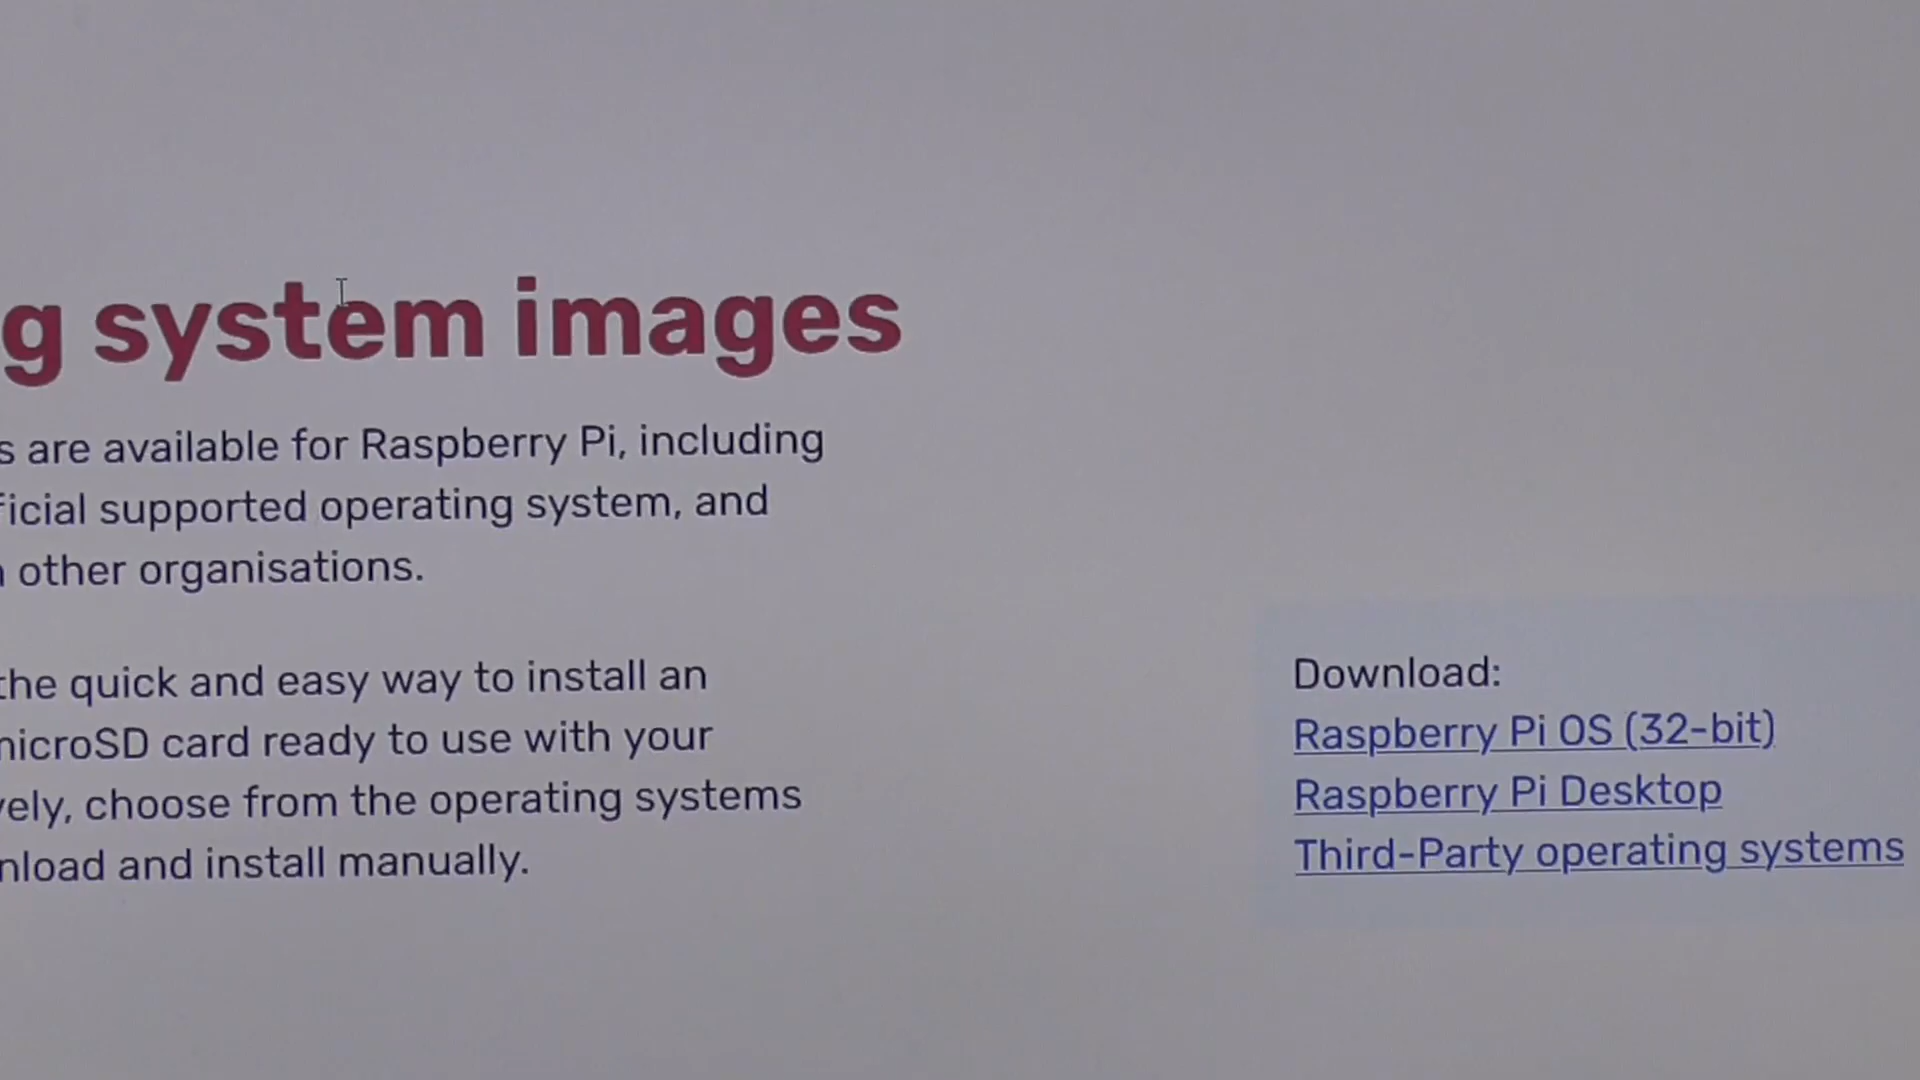 g system images
s are available for Raspberry Pi, including
ficial supported operating system, and
other organisations.
the quick and easy way to install an
microSD card ready to use with your
vely, choose from the operating systems
nload and install manually.
Download:
Raspberry Pi OS (32-bit)
Raspberry Pi Desktop
Third-Party operating systems